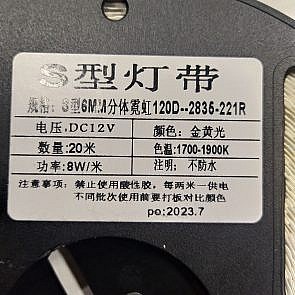 S型灯带
规格: S型6MM分体霓虹120D--2835-221R
电压: DC12V
颜色: 金黄光
数量: 20米
色温: 1700-1900K
功率: 8W/米
注明: 不防水
注意事项: 禁止使用酸性胶, 每两米一供电
不同批次使用前要打板对比颜色
po:2023.7